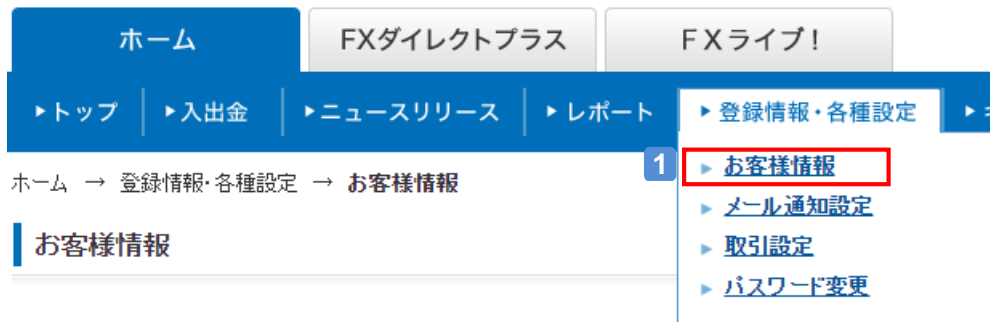 ホーム FXダイレクトプラス FXライブ!
トップ 入出金 ニュースリリース レポート 登録情報・各種設定
ホーム → 登録情報・各種設定 → お客様情報
お客様情報
1 お客様情報
メール通知設定
取引設定
パスワード変更